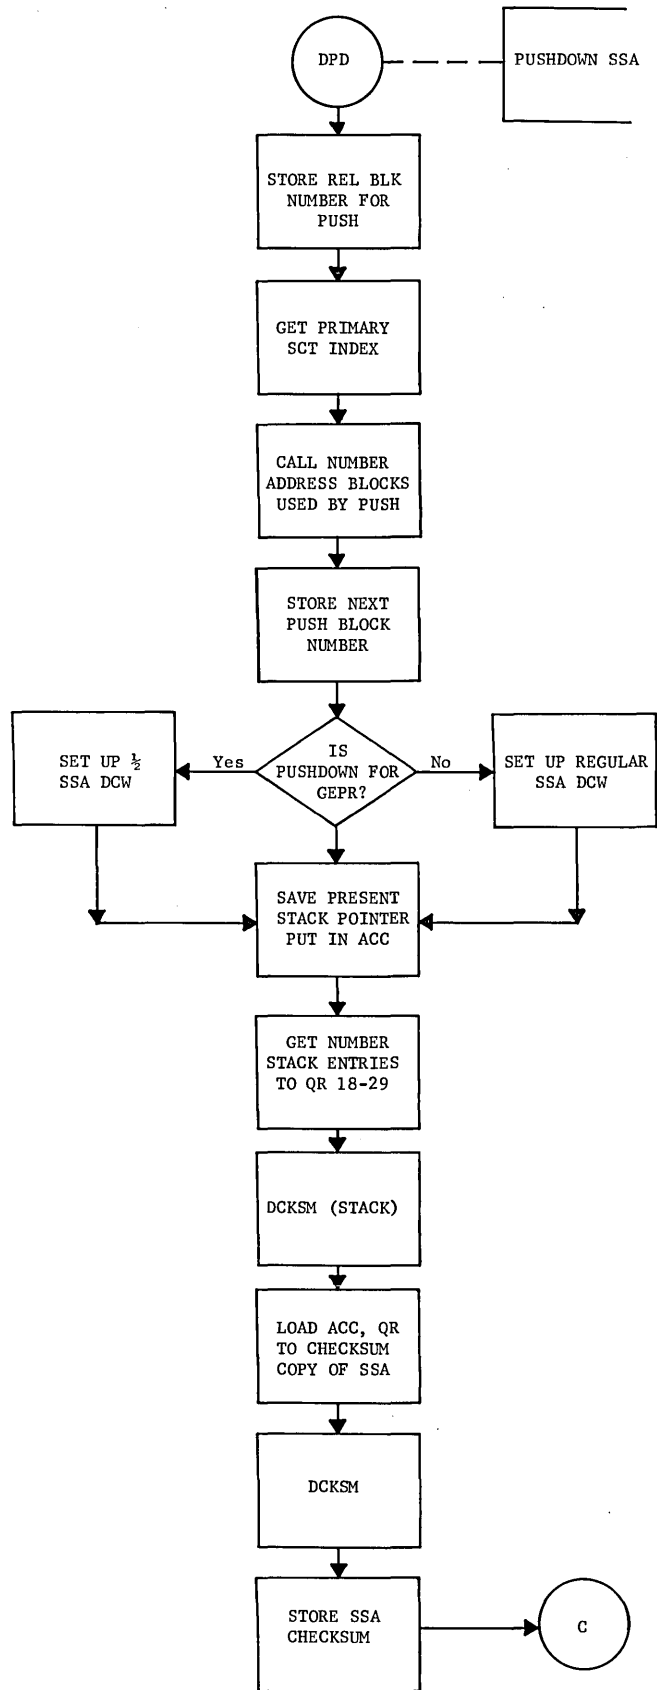 DPD
PUSHDOWN SSA
STORE REL BLK
NUMBER FOR
PUSH
GET PRIMARY
SCT INDEX
CALL NUMBER
ADDRESS BLOCKS
USED BY PUSH
STORE NEXT
PUSH BLOCK
NUMBER
SET UP ½
SSA DCW
Yes
IS
PUSHDOWN FOR
GEPR?
No
SET UP REGULAR
SSA DCW
SAVE PRESENT
STACK POINTER
PUT IN ACC
GET NUMBER
STACK ENTRIES
TO QR 18-29
DCKSM (STACK)
LOAD ACC, QR
TO CHECKSUM
COPY OF SSA
DCKSM
STORE SSA
CHECKSUM
C